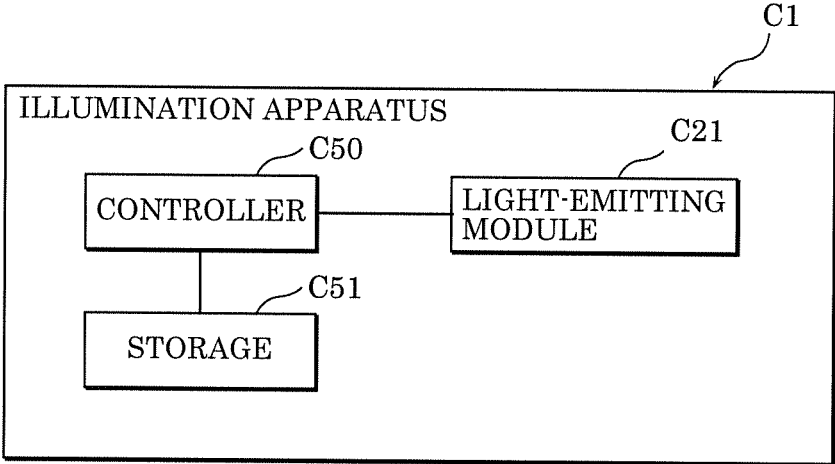 C1
ILLUMINATION APPARATUS
C50
CONTROLLER
C21
LIGHT-EMITTING
MODULE
C51
STORAGE